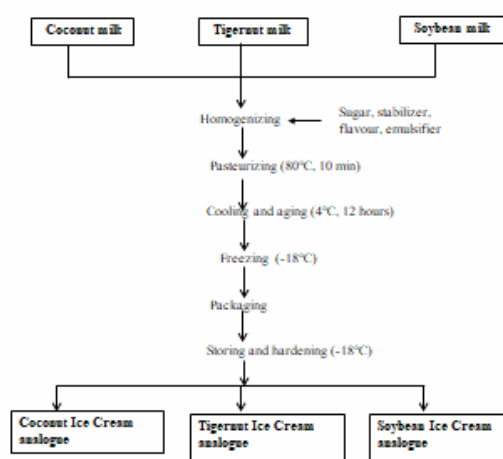 Coconut milk
Tigernut milk
Soybean milk
Homogenizing
Sugar, stabilizer,
flavour, emulsifier
Pasteurizing (80°C, 10 min)
Cooling and aging (4°C, 12 hours)
Freezing (-18°C)
Packaging
Storing and hardening (-18°C)
Coconut Ice Cream
analogue
Tigernut Ice Cream
analogue
Soybean Ice Cream
analogue